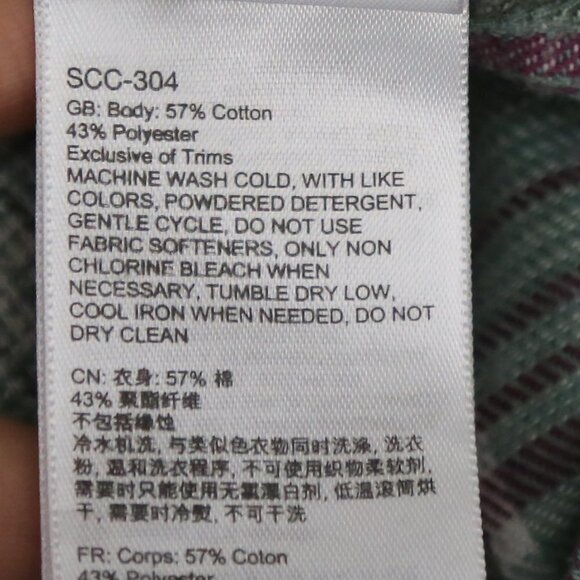 SCC-304
GB: Body: 57% Cotton
43% Polyester
Exclusive of Trims
MACHINE WASH COLD, WITH LIKE
COLORS, POWDERED DETERGENT,
GENTLE CYCLE, DO NOT USE
FABRIC SOFTENERS, ONLY NON
CHLORINE BLEACH WHEN
NECESSARY, TUMBLE DRY LOW,
COOL IRON WHEN NEEDED, DO NOT
DRY CLEAN
CN: 衣身: 57% 棉
43% 聚酯纤维
不包括缘蚀
冷水机洗, 与类似色衣物同时洗涤, 洗衣
粉, 温和洗衣程序, 不可使用织物柔软剂,
需要时只能使用无氯漂白剂, 低温滚筒烘
干, 需要时冷熨, 不可干洗
FR: Corps: 57% Coton
43% Polyester